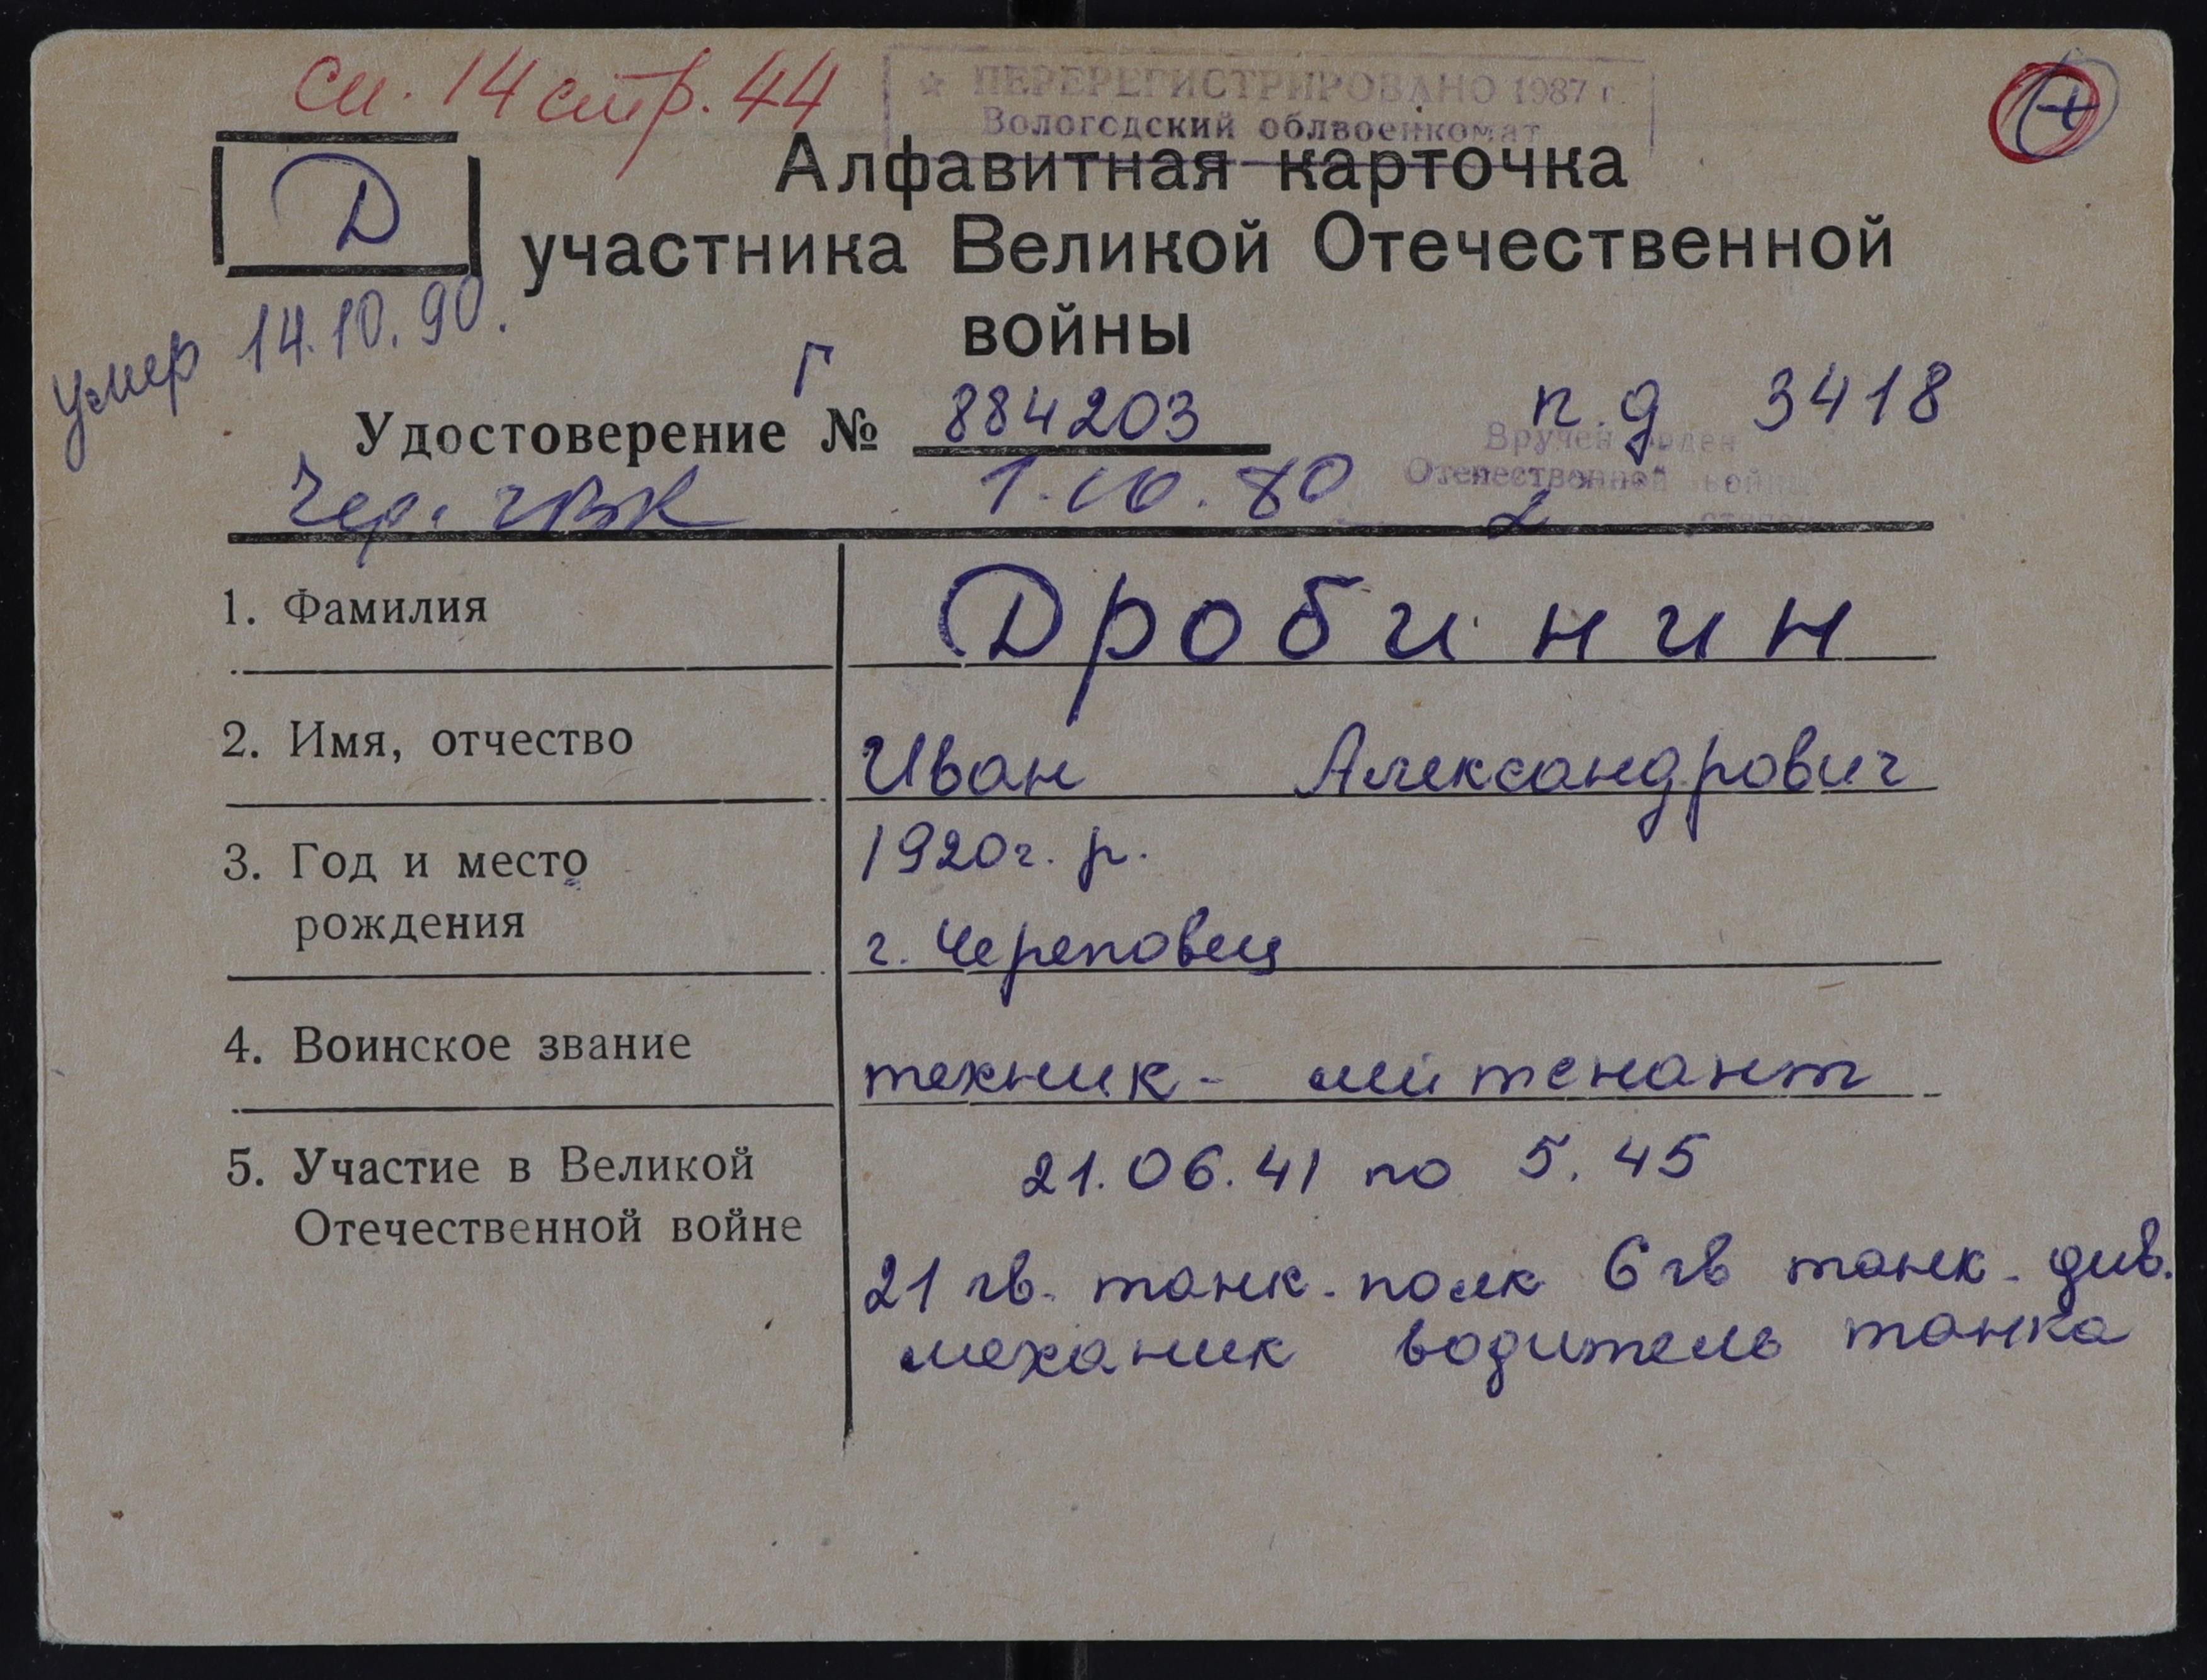 сп. 14 стр. 44
☆ ПЕРЕРЕГИСТРИРОВАНО 1987 г.
Вологодский облвоенкомат
Д
Алфавитная карточка
участника Великой Отечественной
войны
умер 14.10.90.
Г
Удостоверение № 884203
п.д 3418
Вручен орден
Отечественной войны
2 степени
Чер. ГВК 1.10.80
1. Фамилия
Дробинин
2. Имя, отчество
Иван Александрович
3. Год и место
рождения
1920г. р.
г. Череповец
4. Воинское звание
техник-лейтенант
5. Участие в Великой
Отечественной войне
21.06.41 по 5.45
21 гв. танк. полк 6 гв танк. див.
механик водитель танка